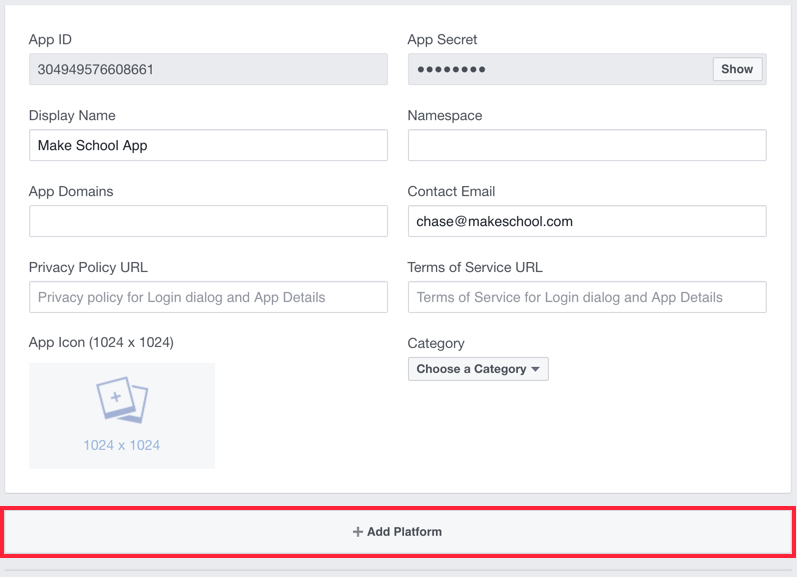 App ID
App Secret
304949576608661
●●●●●●●●
Show
Display Name
Namespace
Make School App
App Domains
Contact Email
chase@makeschool.com
Privacy Policy URL
Terms of Service URL
Privacy policy for Login dialog and App Details
Terms of Service for Login dialog and App Details
App Icon (1024 x 1024)
Category
Choose a Category
1024 x 1024
+ Add Platform